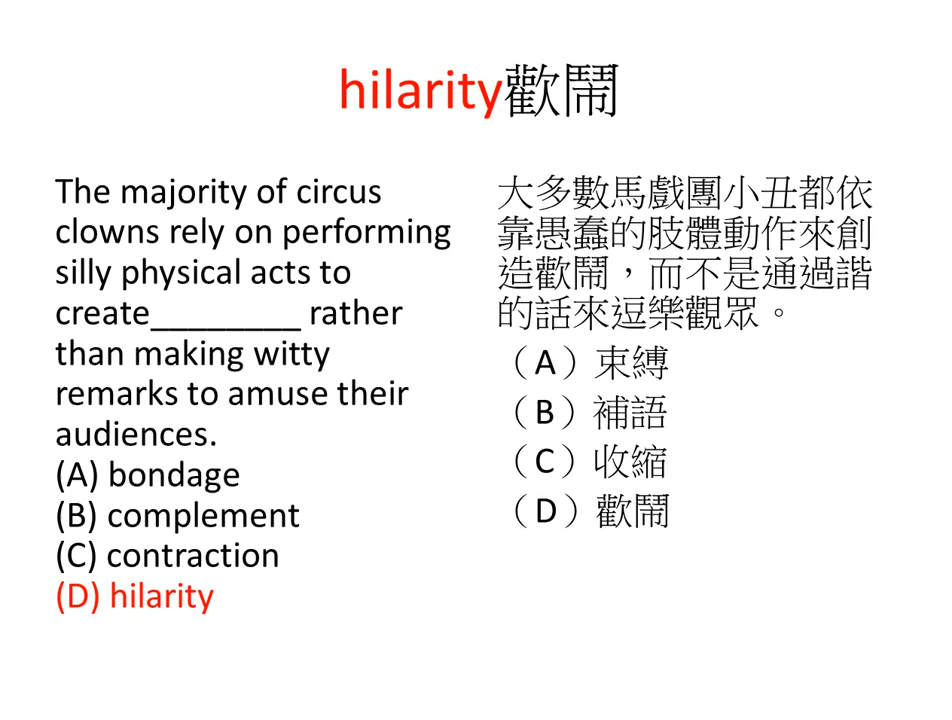 hilarity歡鬧
The majority of circus
clowns rely on performing
silly physical acts to
create________ rather
than making witty
remarks to amuse their
audiences.
(A) bondage
(B) complement
(C) contraction
(D) hilarity
大多數馬戲團小丑都依
靠愚蠢的肢體動作來創
造歡鬧，而不是通過諧
的話來逗樂觀眾。
（A）束縛
（B）補語
（C）收縮
（D）歡鬧